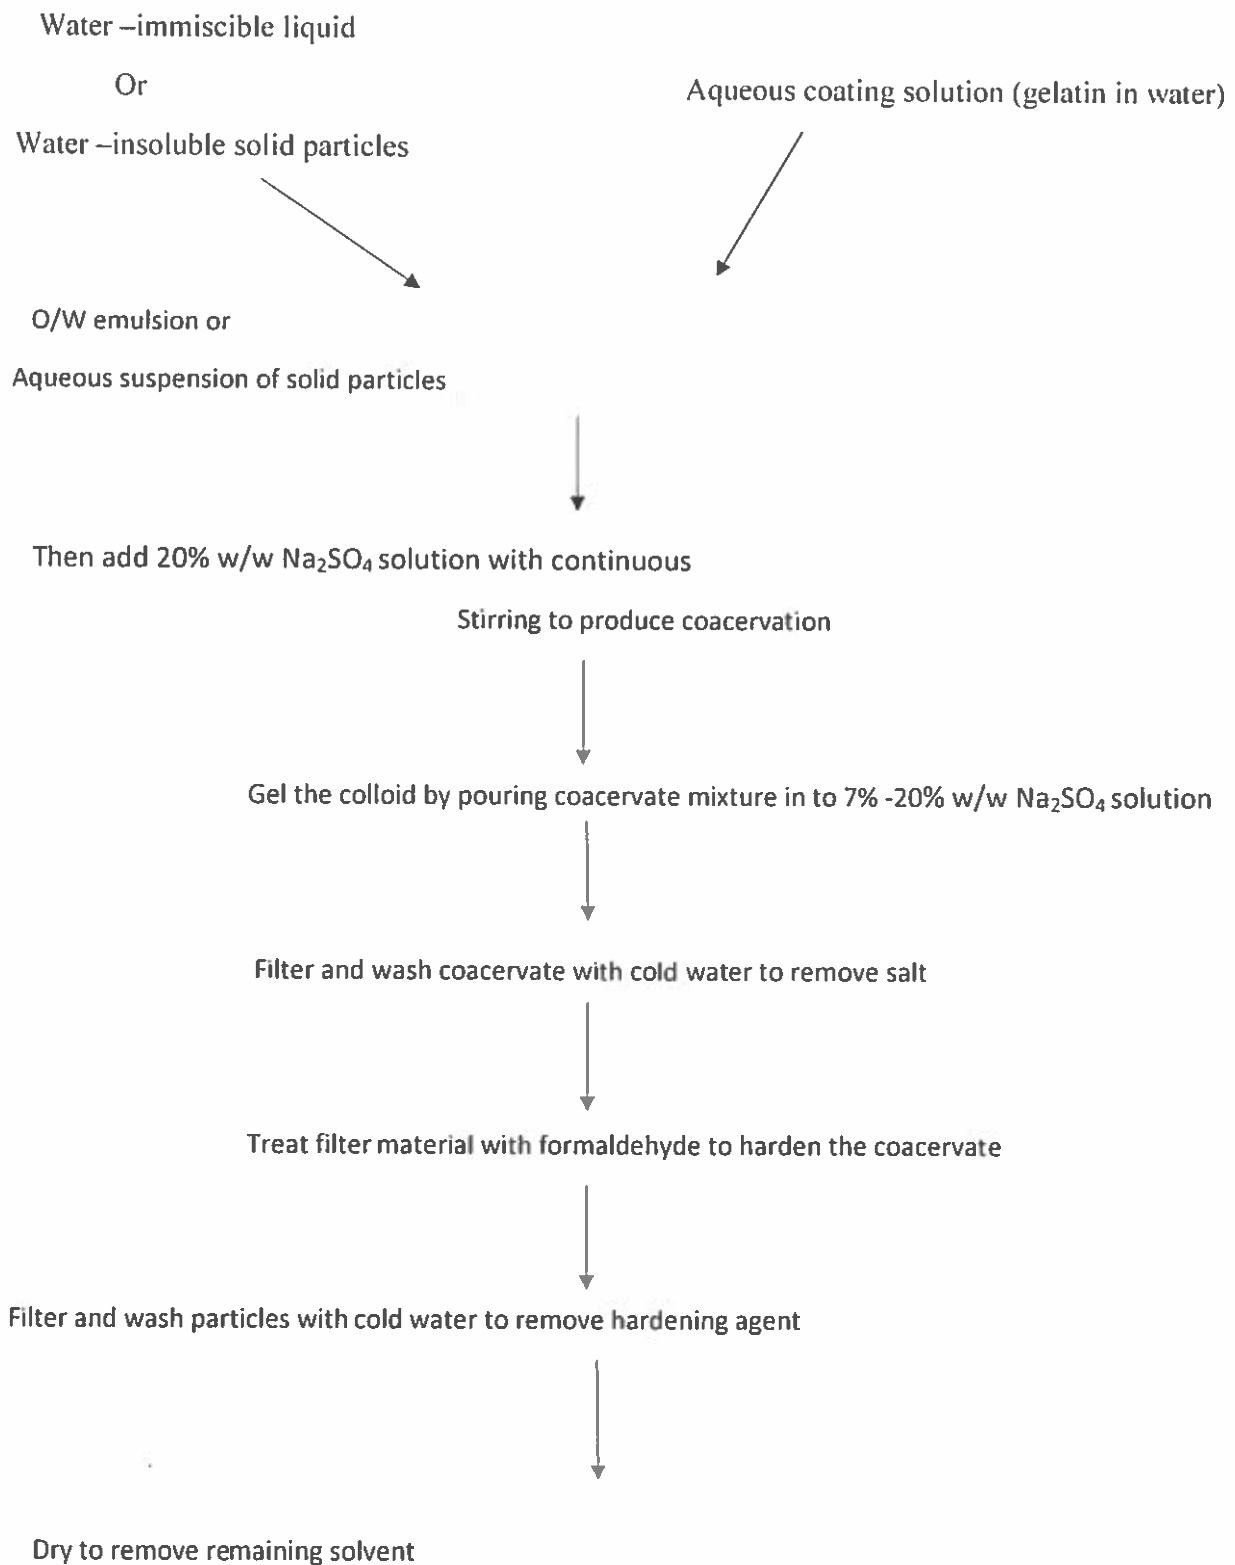 Water –immiscible liquid
Or
Aqueous coating solution (gelatin in water)
Water –insoluble solid particles
O/W emulsion or
Aqueous suspension of solid particles
Then add 20% w/w Na₂SO₄ solution with continuous
Stirring to produce coacervation
Gel the colloid by pouring coacervate mixture in to 7% -20% w/w Na₂SO₄ solution
Filter and wash coacervate with cold water to remove salt
Treat filter material with formaldehyde to harden the coacervate
Filter and wash particles with cold water to remove hardening agent
Dry to remove remaining solvent